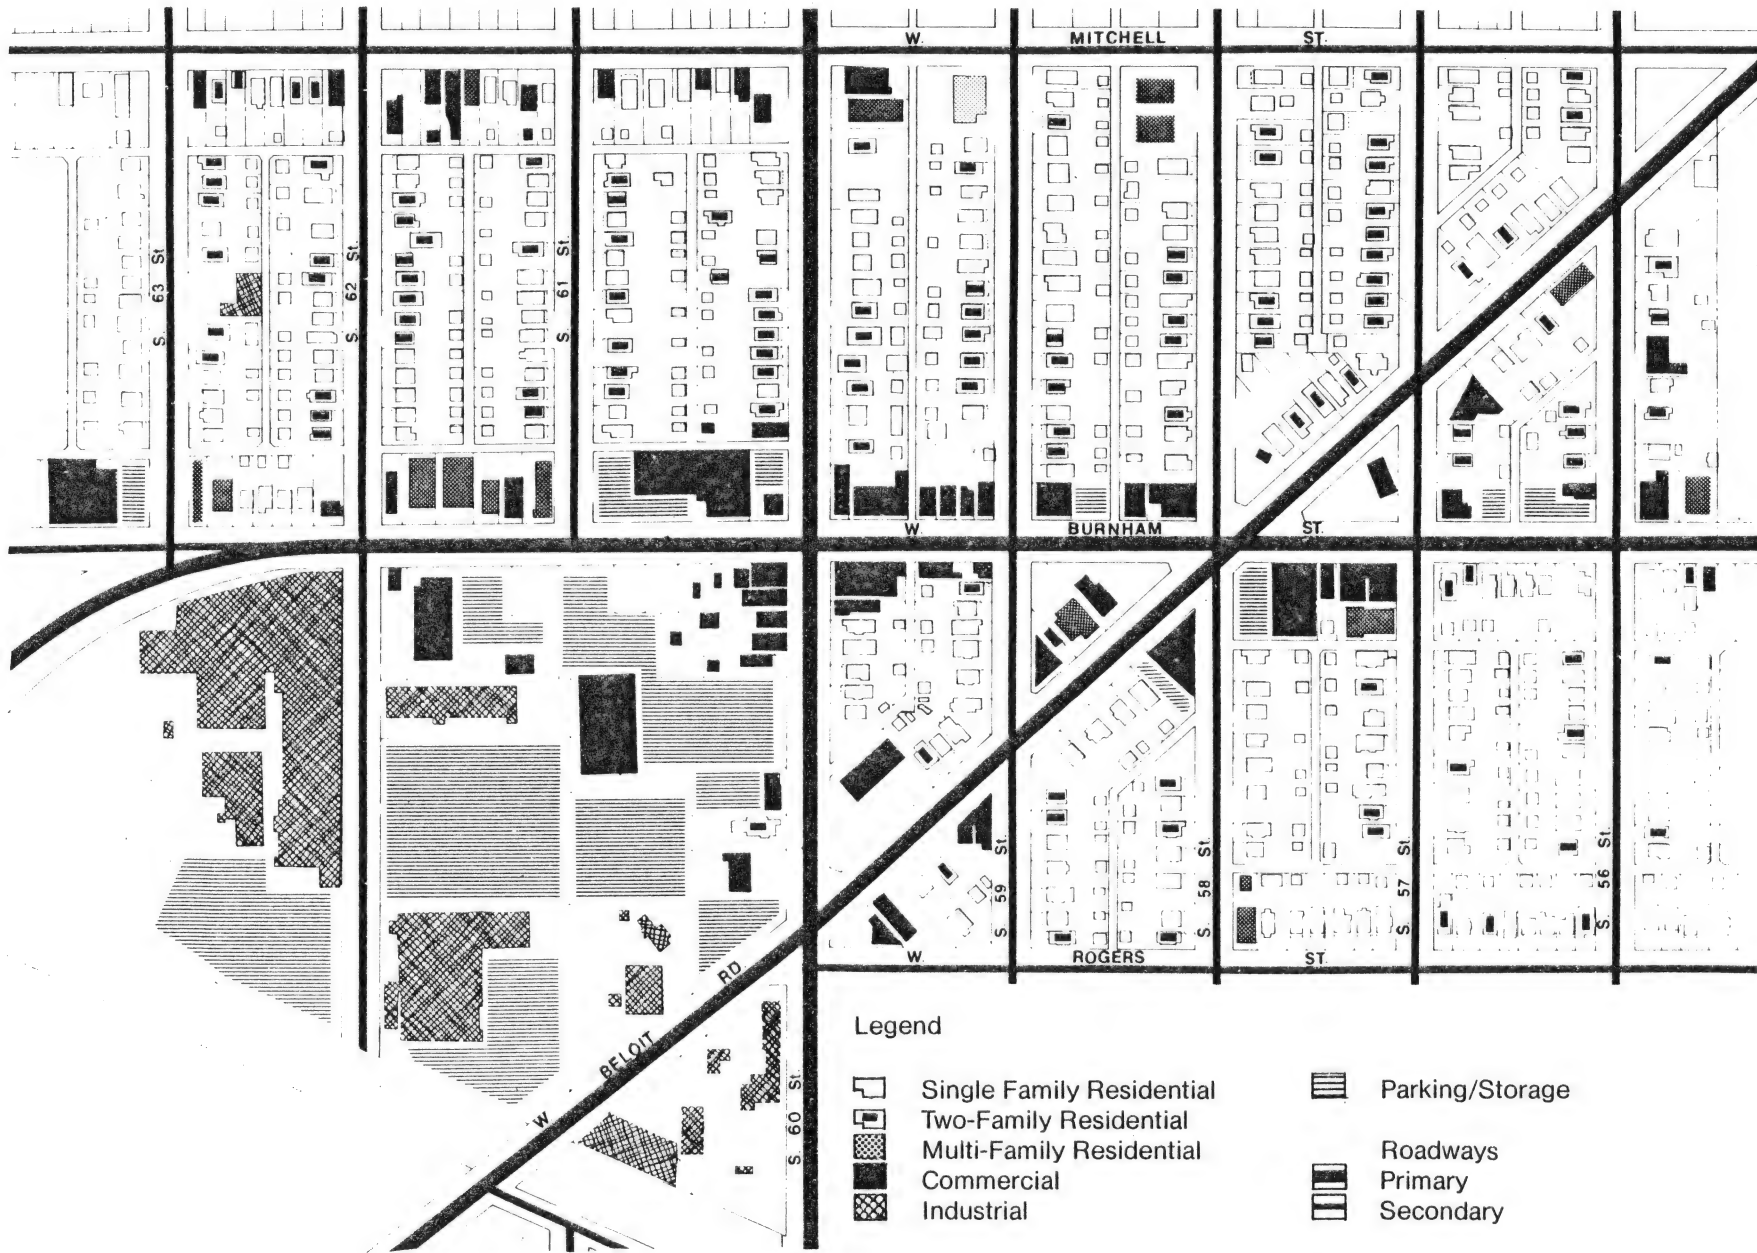 W. MITCHELL ST.
S. 63 St
S. 62 St.
S. 61 St.
W. BURNHAM ST.
S. 59 St.
S. 58 St.
S. 57 St.
S. 56 St.
W. ROGERS ST.
W BELOIT RD
S. 60 St
Legend
Single Family Residential
Two-Family Residential
Multi-Family Residential
Commercial
Industrial
Parking/Storage
Roadways
Primary
Secondary